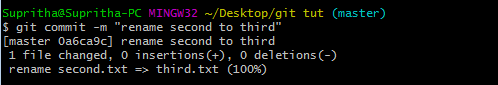 Supritha@Supritha-PC MINGW32 ~/Desktop/git tut (master)
$ git commit -m "rename second to third"
[master 0a6ca9c] rename second to third
 1 file changed, 0 insertions(+), 0 deletions(-)
 rename second.txt => third.txt (100%)